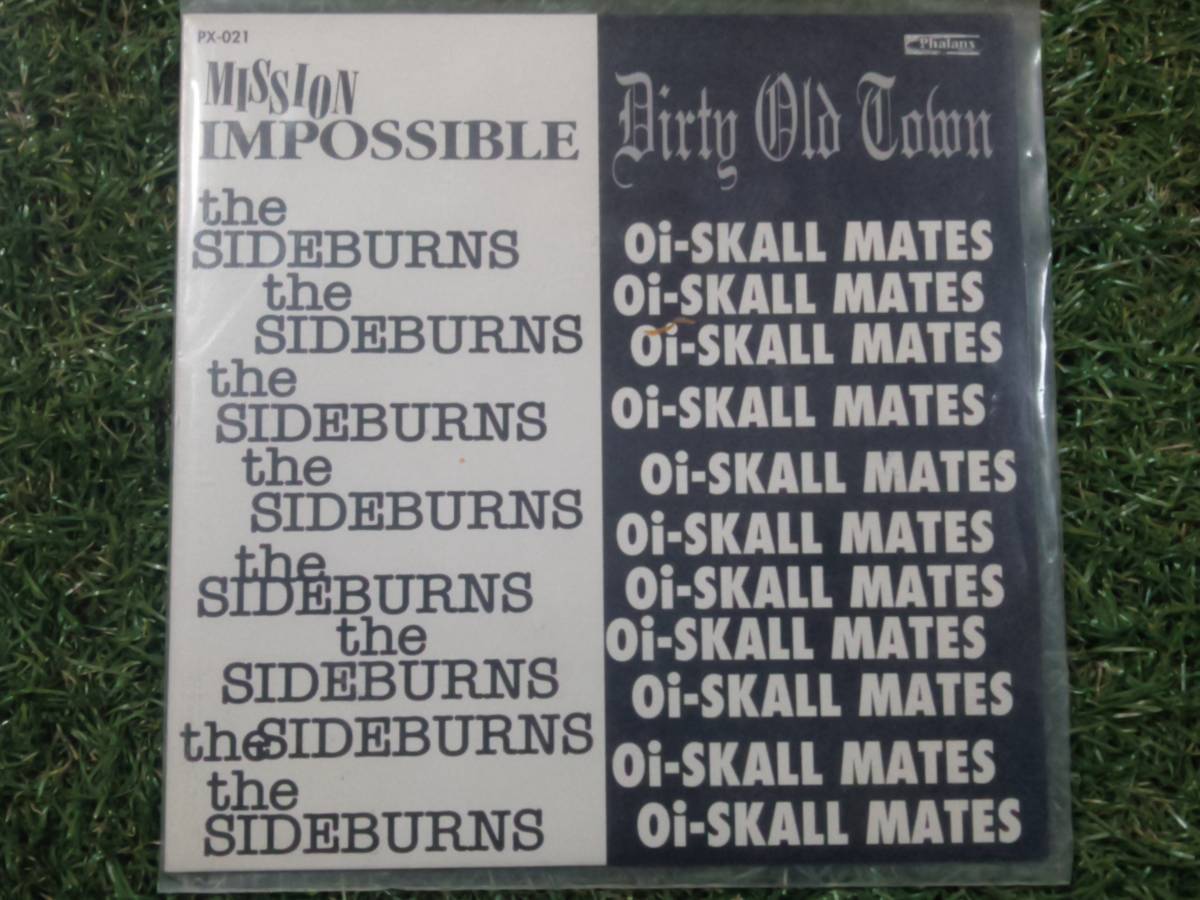 PX-021
MISSION
IMPOSSIBLE
the
SIDEBURNS
the
SIDEBURNS
the
SIDEBURNS
the
SIDEBURNS
the
SIDEBURNS
the
SIDEBURNS
the SIDEBURNS
the
SIDEBURNS
Phalanx
Dirty Old Town
Oi-SKALL MATES
Oi-SKALL MATES
Oi-SKALL MATES
Oi-SKALL MATES
Oi-SKALL MATES
Oi-SKALL MATES
Oi-SKALL MATES
Oi-SKALL MATES
Oi-SKALL MATES
Oi-SKALL MATES
Oi-SKALL MATES